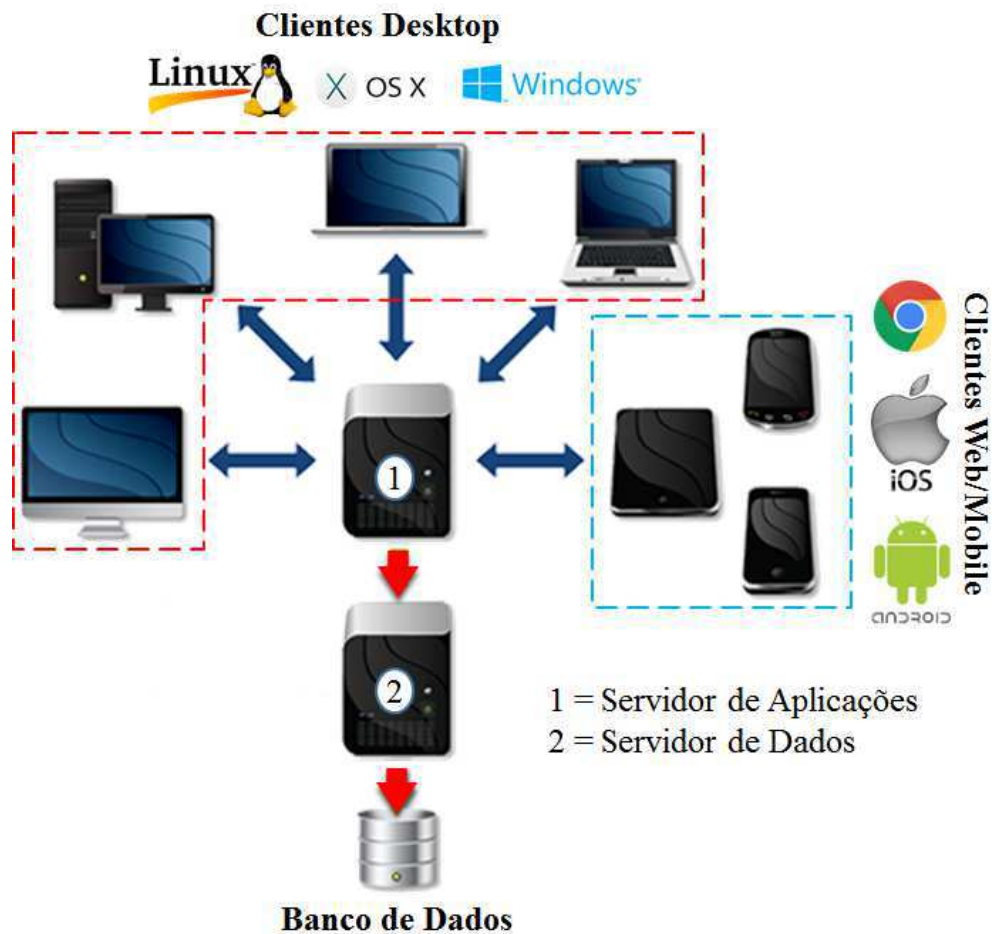 Clientes Desktop
Linux
X OS X
Windows
Clientes Web/Mobile
iOS
ANDROID
1
2
1 = Servidor de Aplicações
2 = Servidor de Dados
Banco de Dados